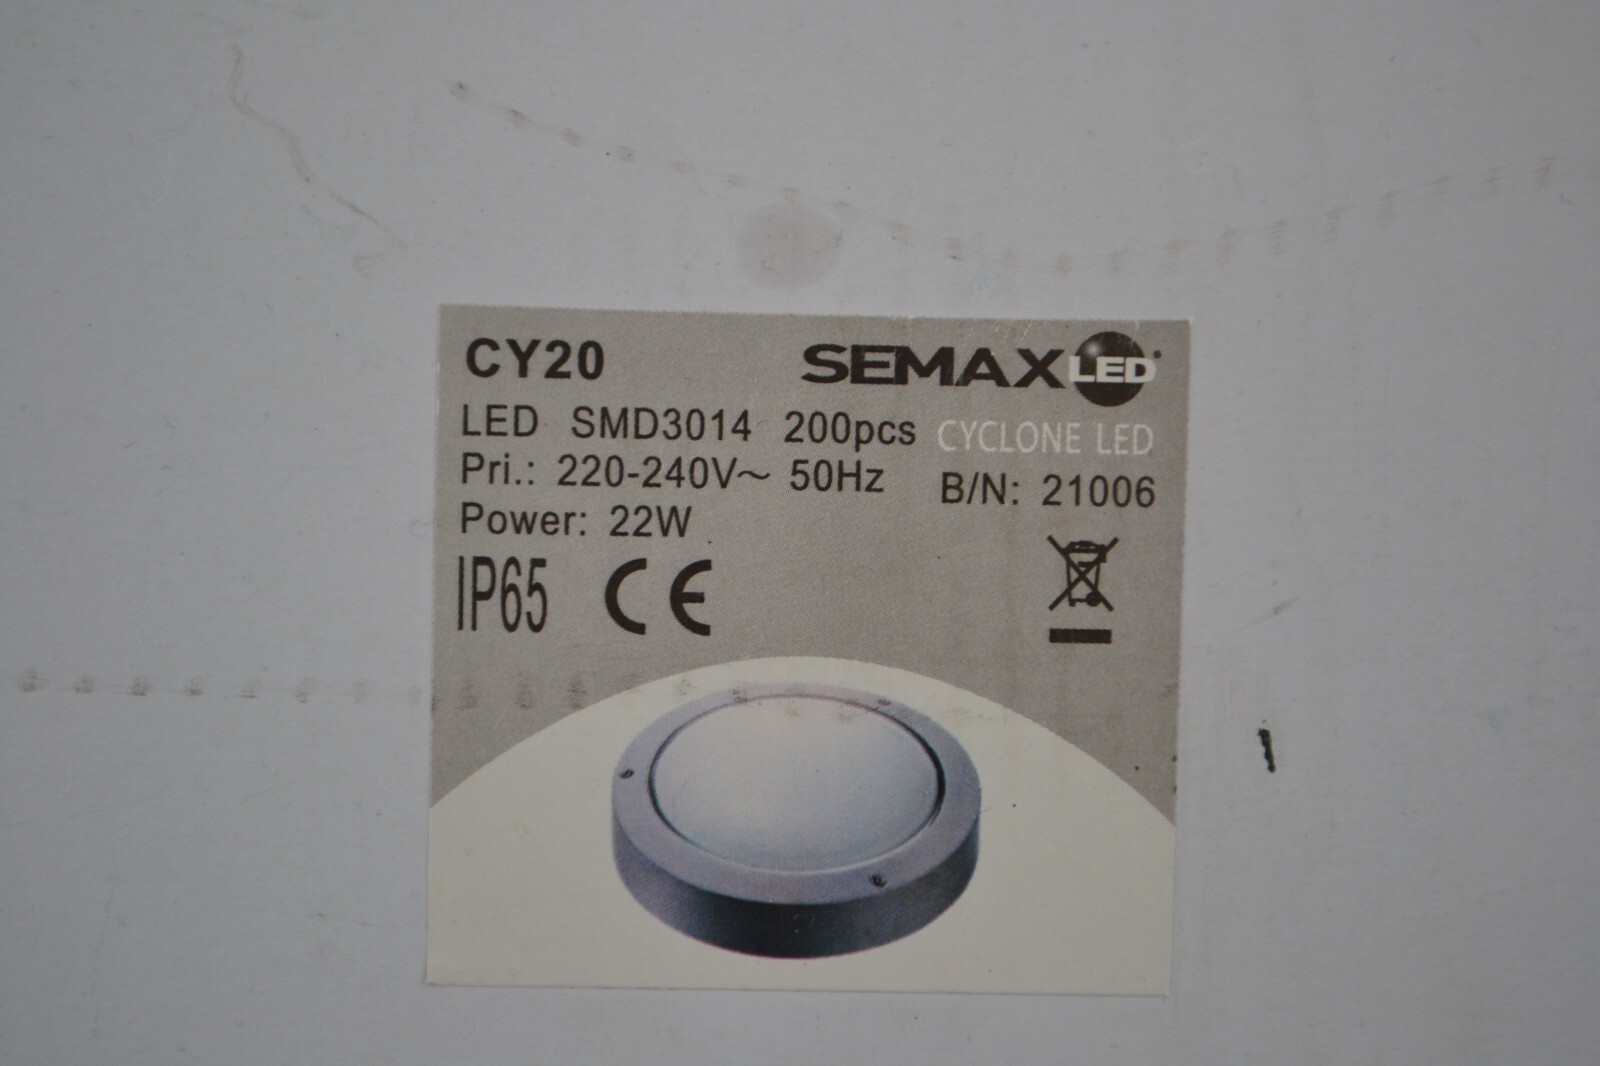 CY20
SEMAX LED
LED SMD3014 200pcs
CYCLONE LED
Pri.: 220-240V~ 50Hz
B/N: 21006
Power: 22W
IP65 CE